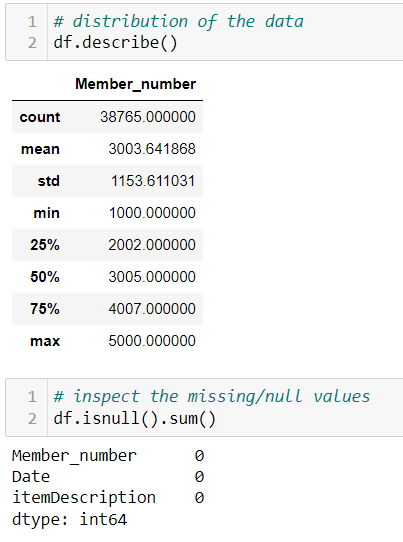 1 # distribution of the data
2 df.describe()
Member_number
count 38765.000000
mean 3003.641868
std 1153.611031
min 1000.000000
25% 2002.000000
50% 3005.000000
75% 4007.000000
max 5000.000000
1 # inspect the missing/null values
2 df.isnull().sum()
Member_number 0
Date 0
itemDescription 0
dtype: int64